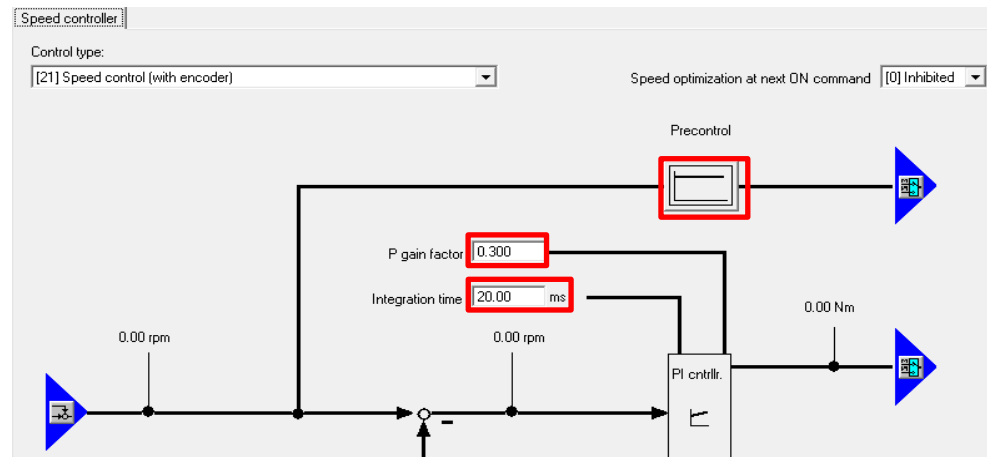 Speed controller
Control type:
[21] Speed control (with encoder)
Speed optimization at next ON command [0] Inhibited
Precontrol
P gain factor 0.300
Integration time 20.00 ms
0.00 Nm
0.00 rpm 0.00 rpm
PI cntrllr.
-